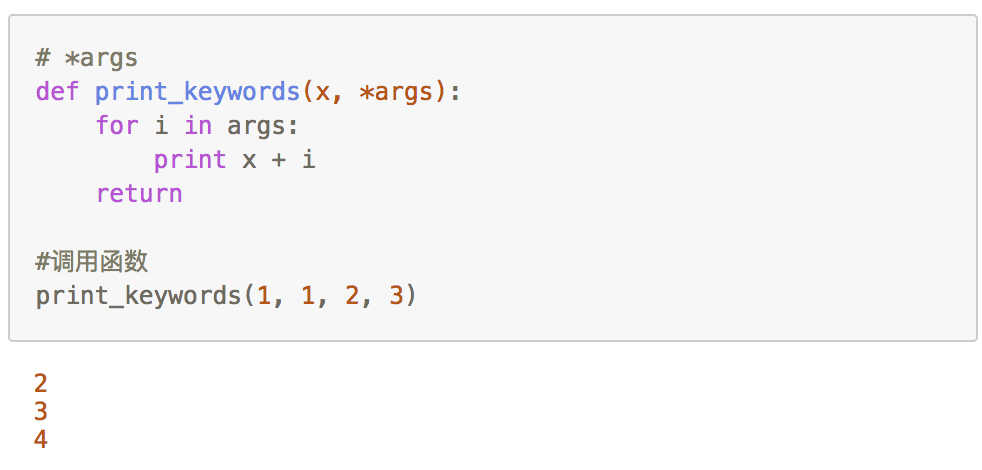 # *args
def print_keywords(x, *args):
    for i in args:
        print x + i
    return

#调用函数
print_keywords(1, 1, 2, 3)
2
3
4